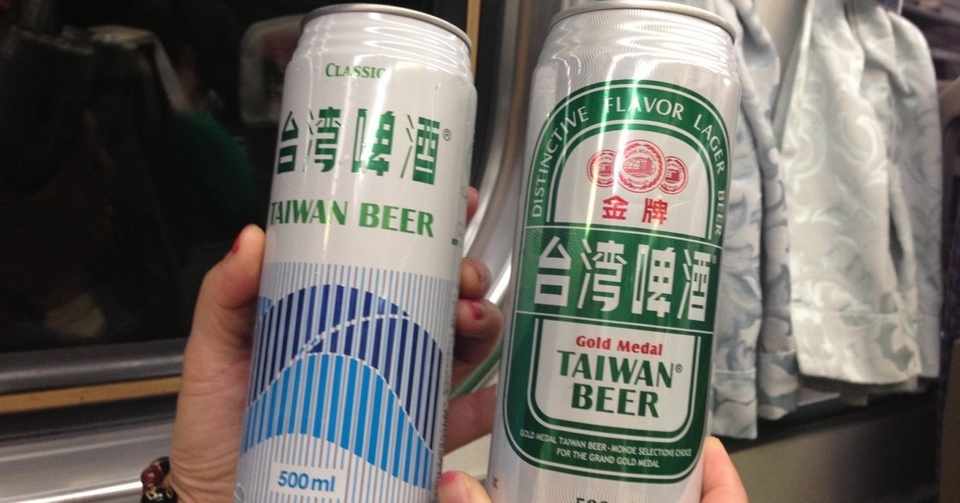 CLASSIC
台湾啤酒®
TAIWAN BEER
500ml
DISTINCTIVE FLAVOR LAGER BEER
金牌
台湾啤酒
Gold Medal
TAIWAN®
BEER
GOLD MEDAL TAIWAN BEER-MONDE SELECTION'S CHOICE
FOR THE GRAND GOLD MEDAL